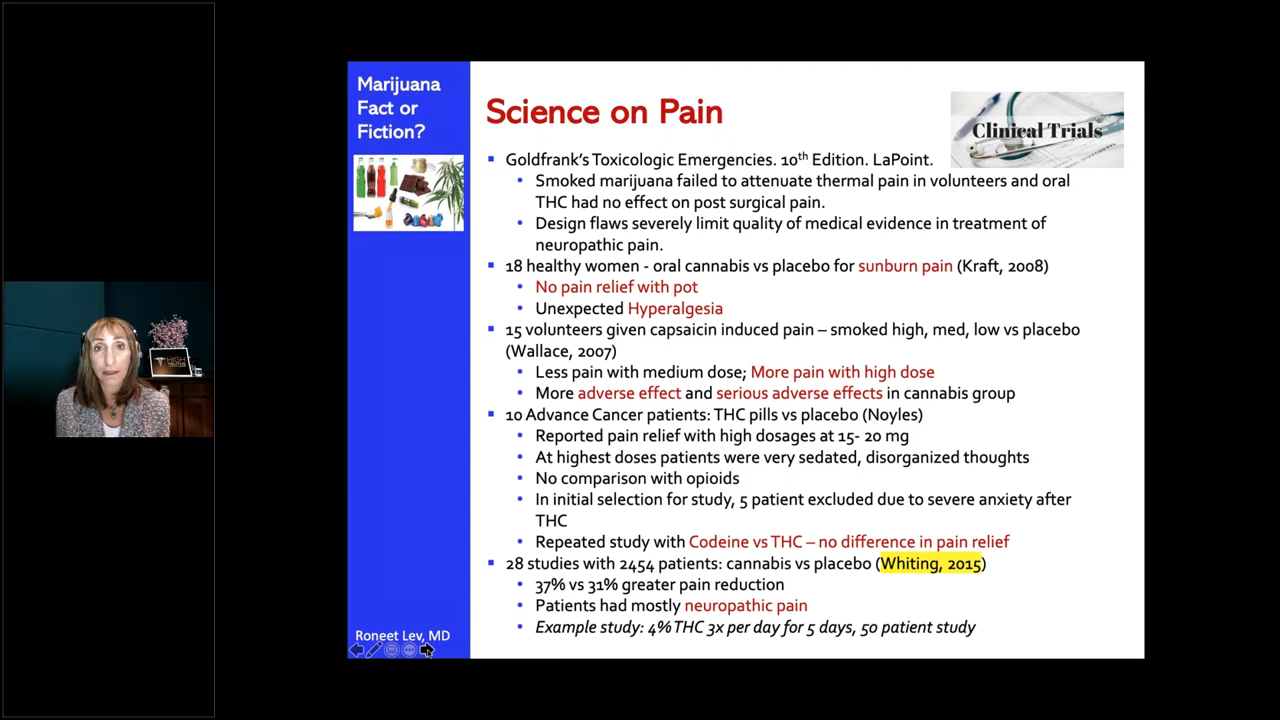 Marijuana
Fact or
Fiction?
Science on Pain
Clinical Trials
▪ Goldfrank's Toxicologic Emergencies. 10th Edition. LaPoint.
• Smoked marijuana failed to attenuate thermal pain in volunteers and oral
THC had no effect on post surgical pain.
• Design flaws severely limit quality of medical evidence in treatment of
neuropathic pain.
▪ 18 healthy women - oral cannabis vs placebo for sunburn pain (Kraft, 2008)
• No pain relief with pot
• Unexpected Hyperalgesia
▪ 15 volunteers given capsaicin induced pain – smoked high, med, low vs placebo
(Wallace, 2007)
• Less pain with medium dose; More pain with high dose
• More adverse effect and serious adverse effects in cannabis group
▪ 10 Advance Cancer patients: THC pills vs placebo (Noyles)
• Reported pain relief with high dosages at 15- 20 mg
• At highest doses patients were very sedated, disorganized thoughts
• No comparison with opioids
• In initial selection for study, 5 patient excluded due to severe anxiety after
THC
• Repeated study with Codeine vs THC – no difference in pain relief
▪ 28 studies with 2454 patients: cannabis vs placebo (Whiting, 2015)
• 37% vs 31% greater pain reduction
• Patients had mostly neuropathic pain
• Example study: 4% THC 3x per day for 5 days, 50 patient study
Roneet Lev, MD
HIGH